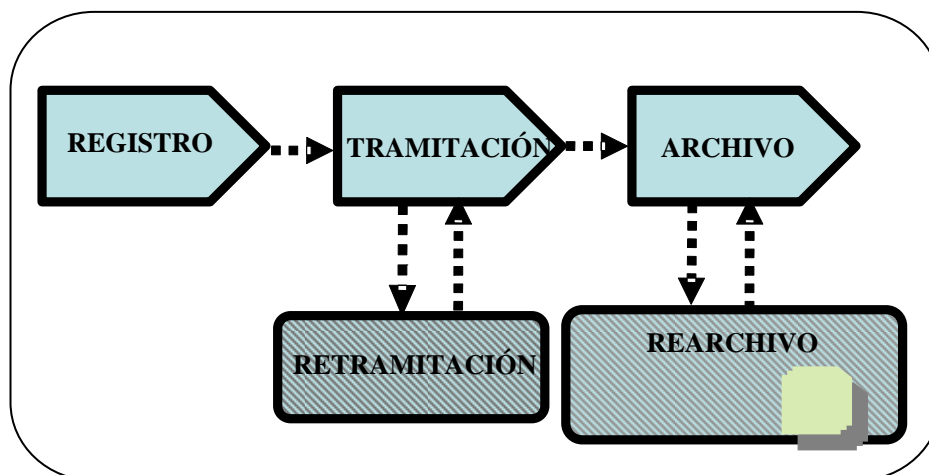 REGISTRO
TRAMITACIÓN
ARCHIVO
RETRAMITACIÓN
REARCHIVO